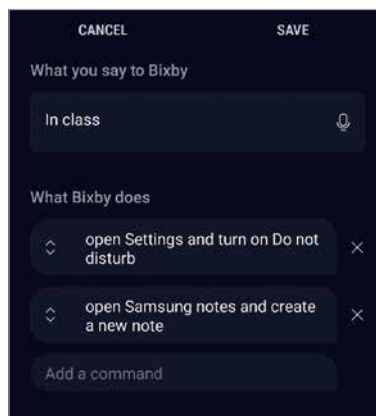 CANCEL SAVE
What you say to Bixby
In class
What Bixby does
open Settings and turn on Do not
disturb
open Samsung notes and create
a new note
Add a command